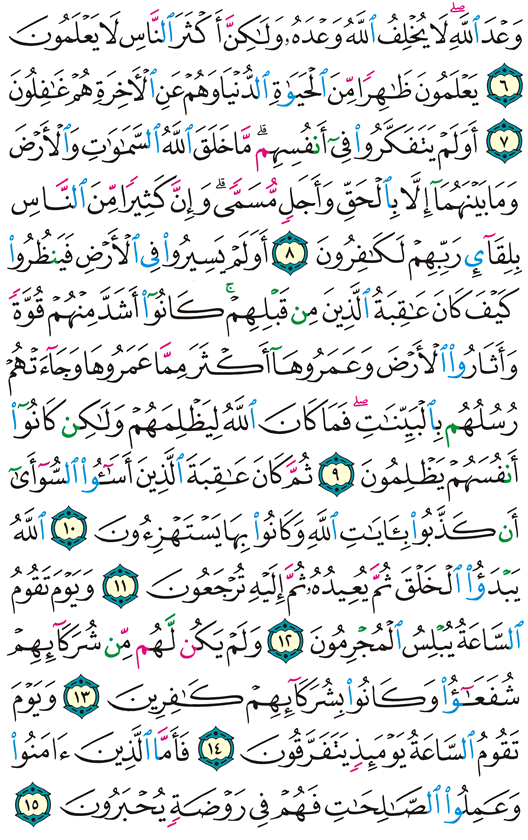 وَعْدَ ٱللَّهِۖ لَا يُخْلِفُ ٱللَّهُ وَعْدَهُۥ وَلَٰكِنَّ أَكْثَرَ ٱلنَّاسِ لَا يَعْلَمُونَ
٦ يَعْلَمُونَ ظَٰهِرًا مِّنَ ٱلْحَيَوٰةِ ٱلدُّنْيَا وَهُمْ عَنِ ٱلْأَخِرَةِ هُمْ غَٰفِلُونَ
٧ أَوَلَمْ يَتَفَكَّرُوا۟ فِىٓ أَنفُسِهِمۗ مَّا خَلَقَ ٱللَّهُ ٱلسَّمَٰوَٰتِ وَٱلْأَرْضَ
وَمَا بَيْنَهُمَآ إِلَّا بِٱلْحَقِّ وَأَجَلٍ مُّسَمًّىۗ وَإِنَّ كَثِيرًا مِّنَ ٱلنَّاسِ
بِلِقَآئِ رَبِّهِمْ لَكَٰفِرُونَ ٨ أَوَلَمْ يَسِيرُوا۟ فِى ٱلْأَرْضِ فَيَنظُرُوا۟
كَيْفَ كَانَ عَٰقِبَةُ ٱلَّذِينَ مِن قَبْلِهِمْۚ كَانُوٓا۟ أَشَدَّ مِنْهُمْ قُوَّةً
وَأَثَارُوا۟ ٱلْأَرْضَ وَعَمَرُوهَآ أَكْثَرَ مِمَّا عَمَرُوهَا وَجَآءَتْهُمْ
رُسُلُهُم بِٱلْبَيِّنَٰتِۖ فَمَا كَانَ ٱللَّهُ لِيَظْلِمَهُمْ وَلَٰكِن كَانُوٓا۟
أَنفُسَهُمْ يَظْلِمُونَ ٩ ثُمَّ كَانَ عَٰقِبَةَ ٱلَّذِينَ أَسَٰٓـُٔوا۟ ٱلسُّوٓأَىٰٓ
أَن كَذَّبُوا۟ بِـَٔايَٰتِ ٱللَّهِ وَكَانُوا۟ بِهَا يَسْتَهْزِءُونَ ١٠ ٱللَّهُ
يَبْدَؤُا۟ ٱلْخَلْقَ ثُمَّ يُعِيدُهُۥ ثُمَّ إِلَيْهِ تُرْجَعُونَ ١١ وَيَوْمَ تَقُومُ
ٱلسَّاعَةُ يُبْلِسُ ٱلْمُجْرِمُونَ ١٢ وَلَمْ يَكُن لَّهُم مِّن شُرَكَآئِهِمْ
شُفَعَٰٓؤُا۟ وَكَانُوا۟ بِشُرَكَآئِهِمْ كَٰفِرِينَ ١٣ وَيَوْمَ
تَقُومُ ٱلسَّاعَةُ يَوْمَئِذٍ يَتَفَرَّقُونَ ١٤ فَأَمَّا ٱلَّذِينَ ءَامَنُوا۟
وَعَمِلُوا۟ ٱلصَّٰلِحَٰتِ فَهُمْ فِى رَوْضَةٍ يُحْبَرُونَ ١٥